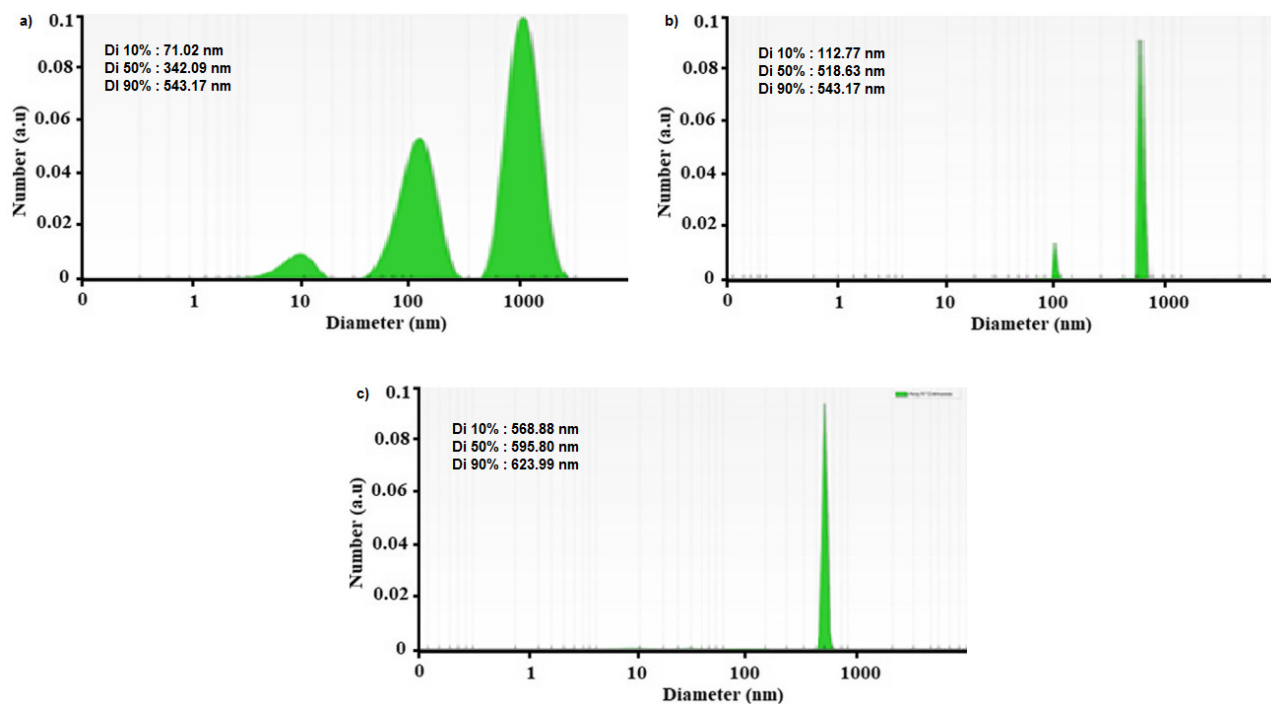 a)
Di 10% : 71.02 nm
Di 50% : 342.09 nm
DI 90% : 543.17 nm
Number (a.u)
0.1
0.08
0.06
0.04
0.02
0
0 1 10 100 1000
Diameter (nm)
b)
Di 10% : 112.77 nm
Di 50% : 518.63 nm
Di 90% : 543.17 nm
Number (a.u)
0.1
0.08
0.06
0.04
0.02
0
0 1 10 100 1000
Diameter (nm)
c)
Di 10% : 568.88 nm
Di 50% : 595.80 nm
Di 90% : 623.99 nm
Number (a.u)
0.1
0.08
0.06
0.04
0.02
0
0 1 10 100 1000
Diameter (nm)